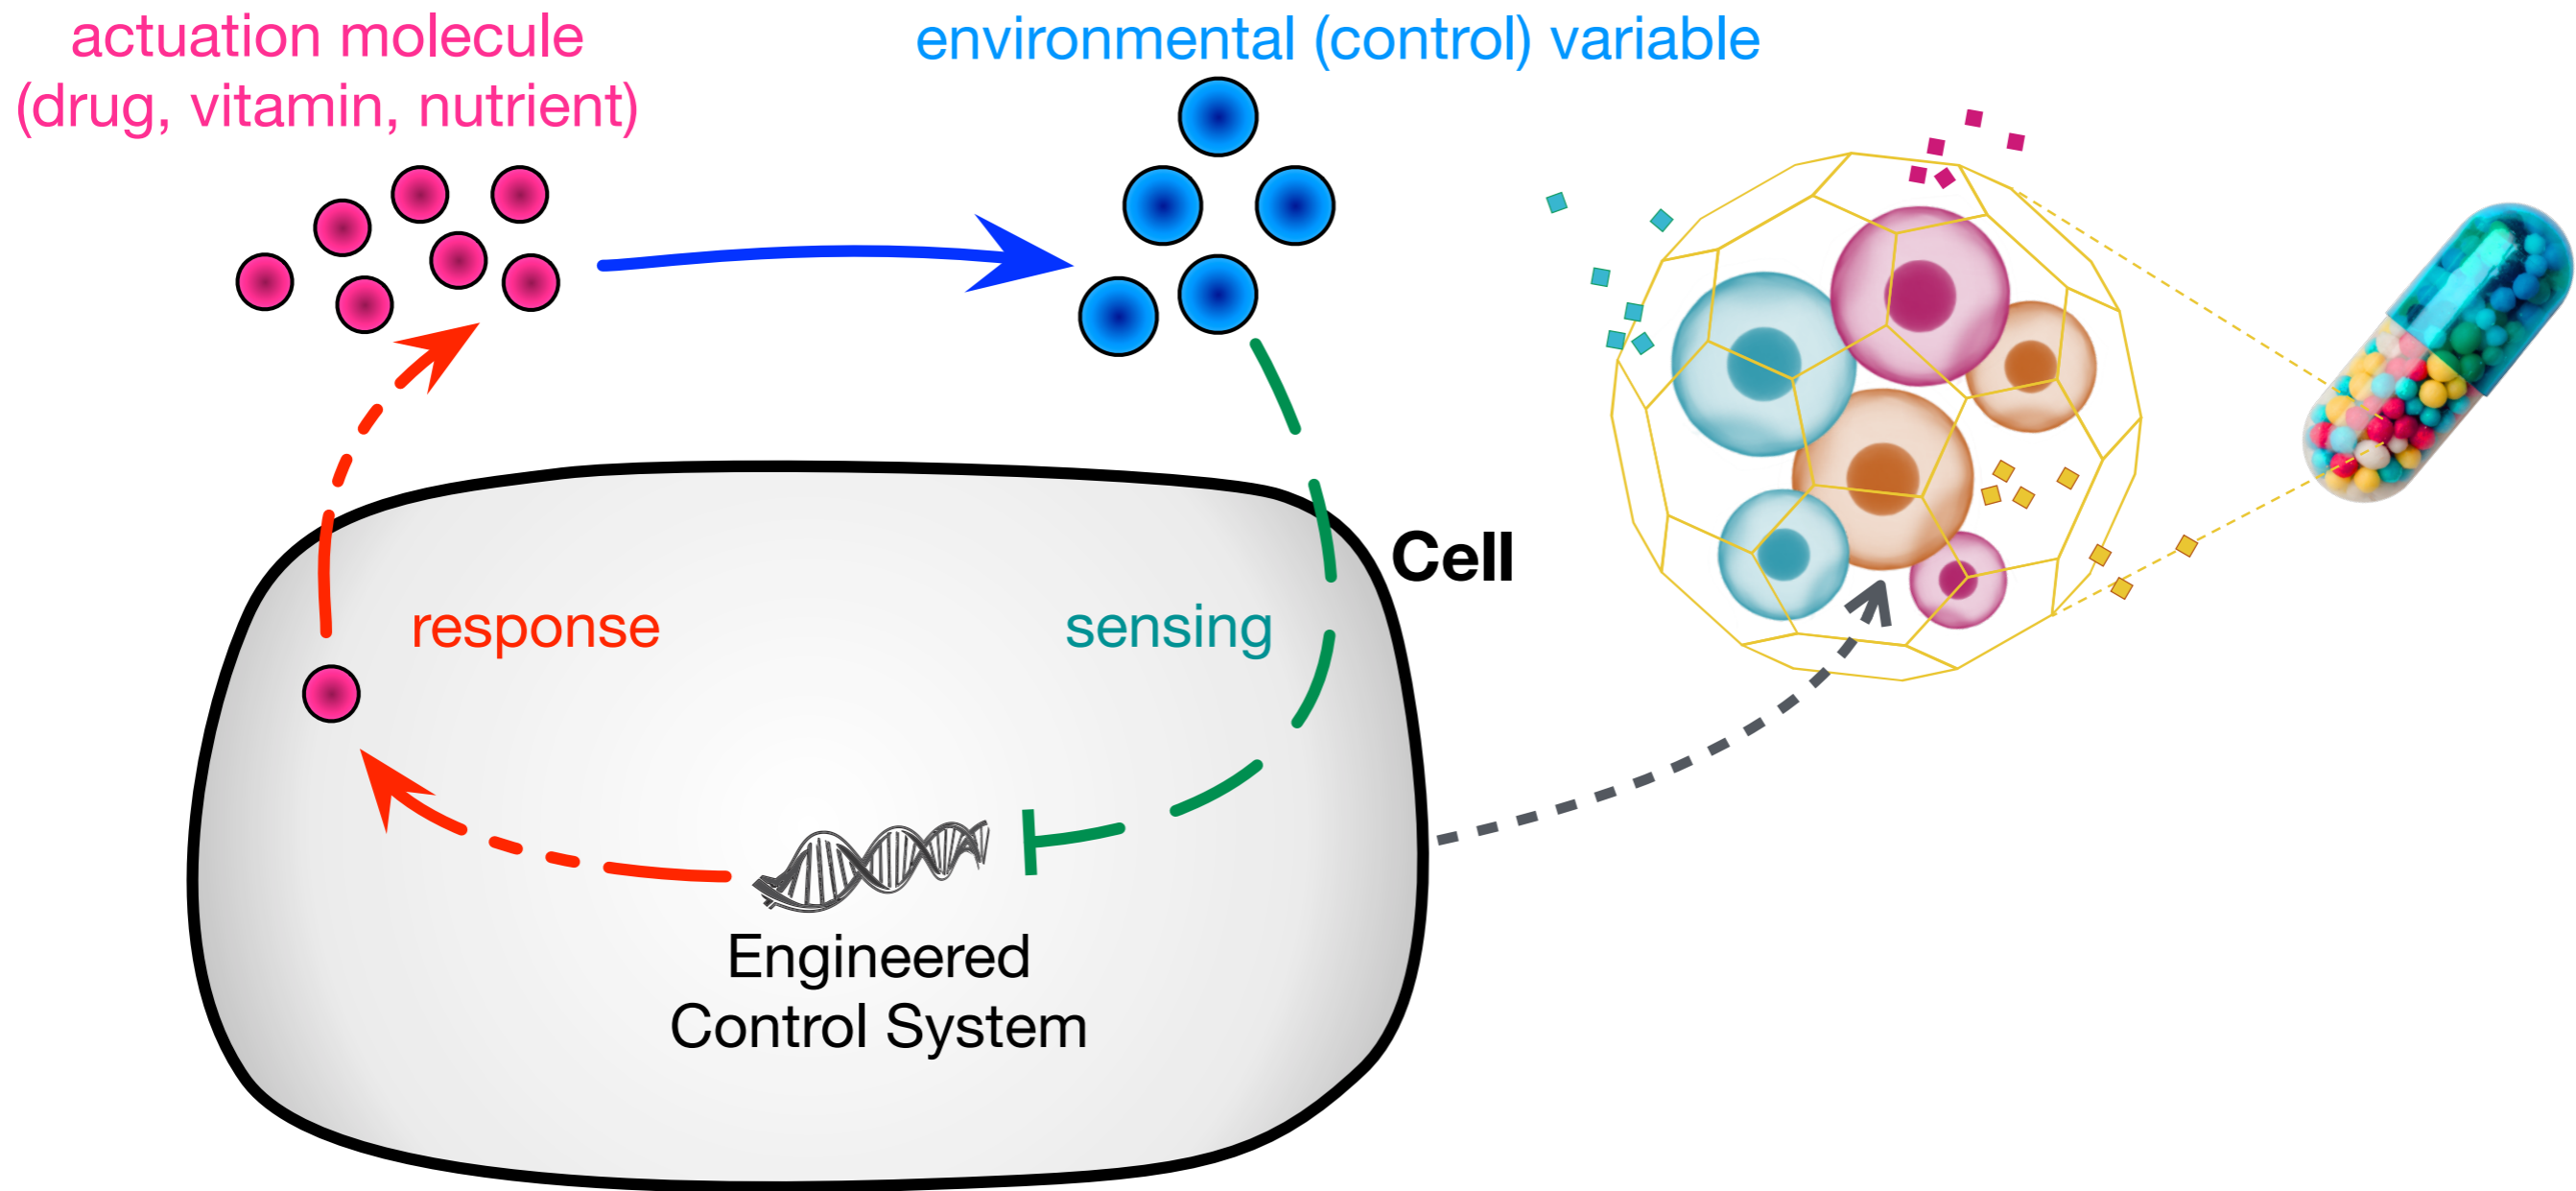 actuation molecule
(drug, vitamin, nutrient)
environmental (control) variable
Cell
response
sensing
Engineered
Control System